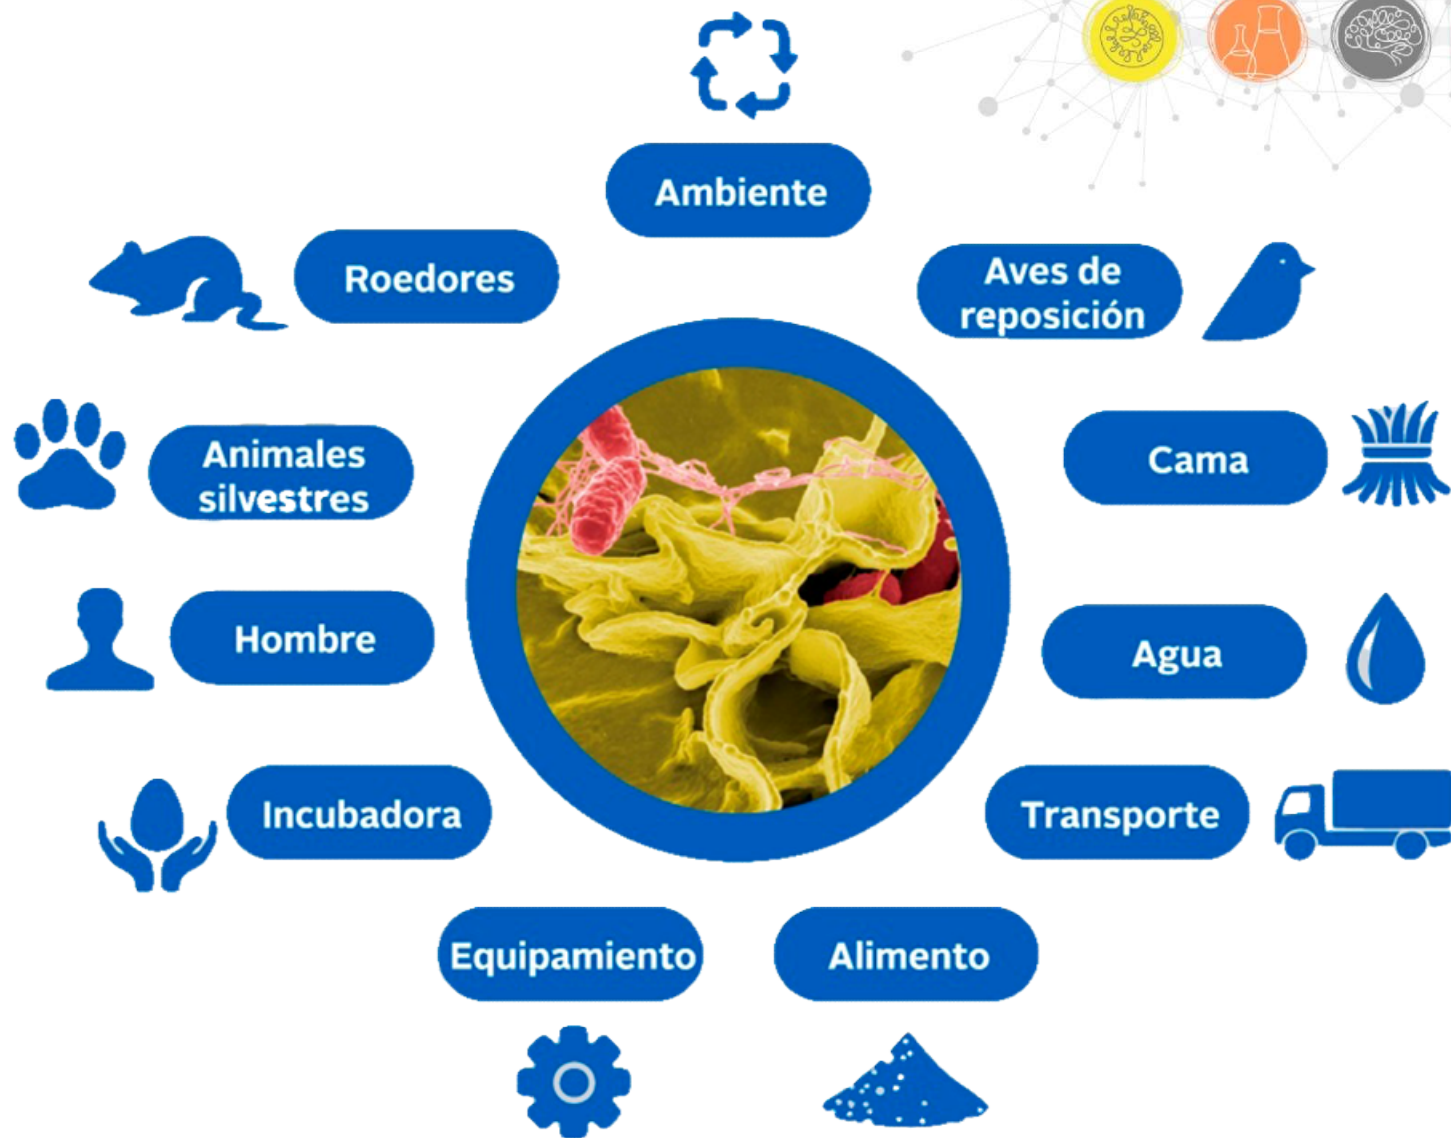 Ambiente
Roedores
Aves de
reposición
Animales
silvestres
Cama
Hombre
Agua
Incubadora
Transporte
Equipamiento
Alimento